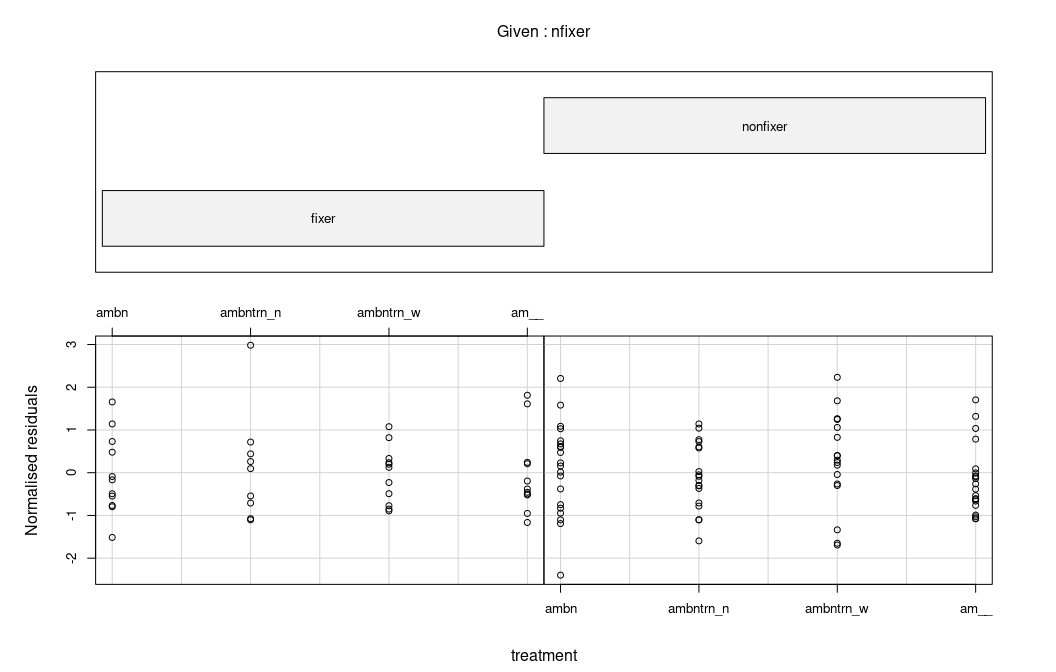 Given : nfixer
nonfixer
fixer
ambn ambntrn_n ambntrn_w am__
3
2
1
0
-1
-2
Normalised residuals
ambn ambntrn_n ambntrn_w am__
treatment